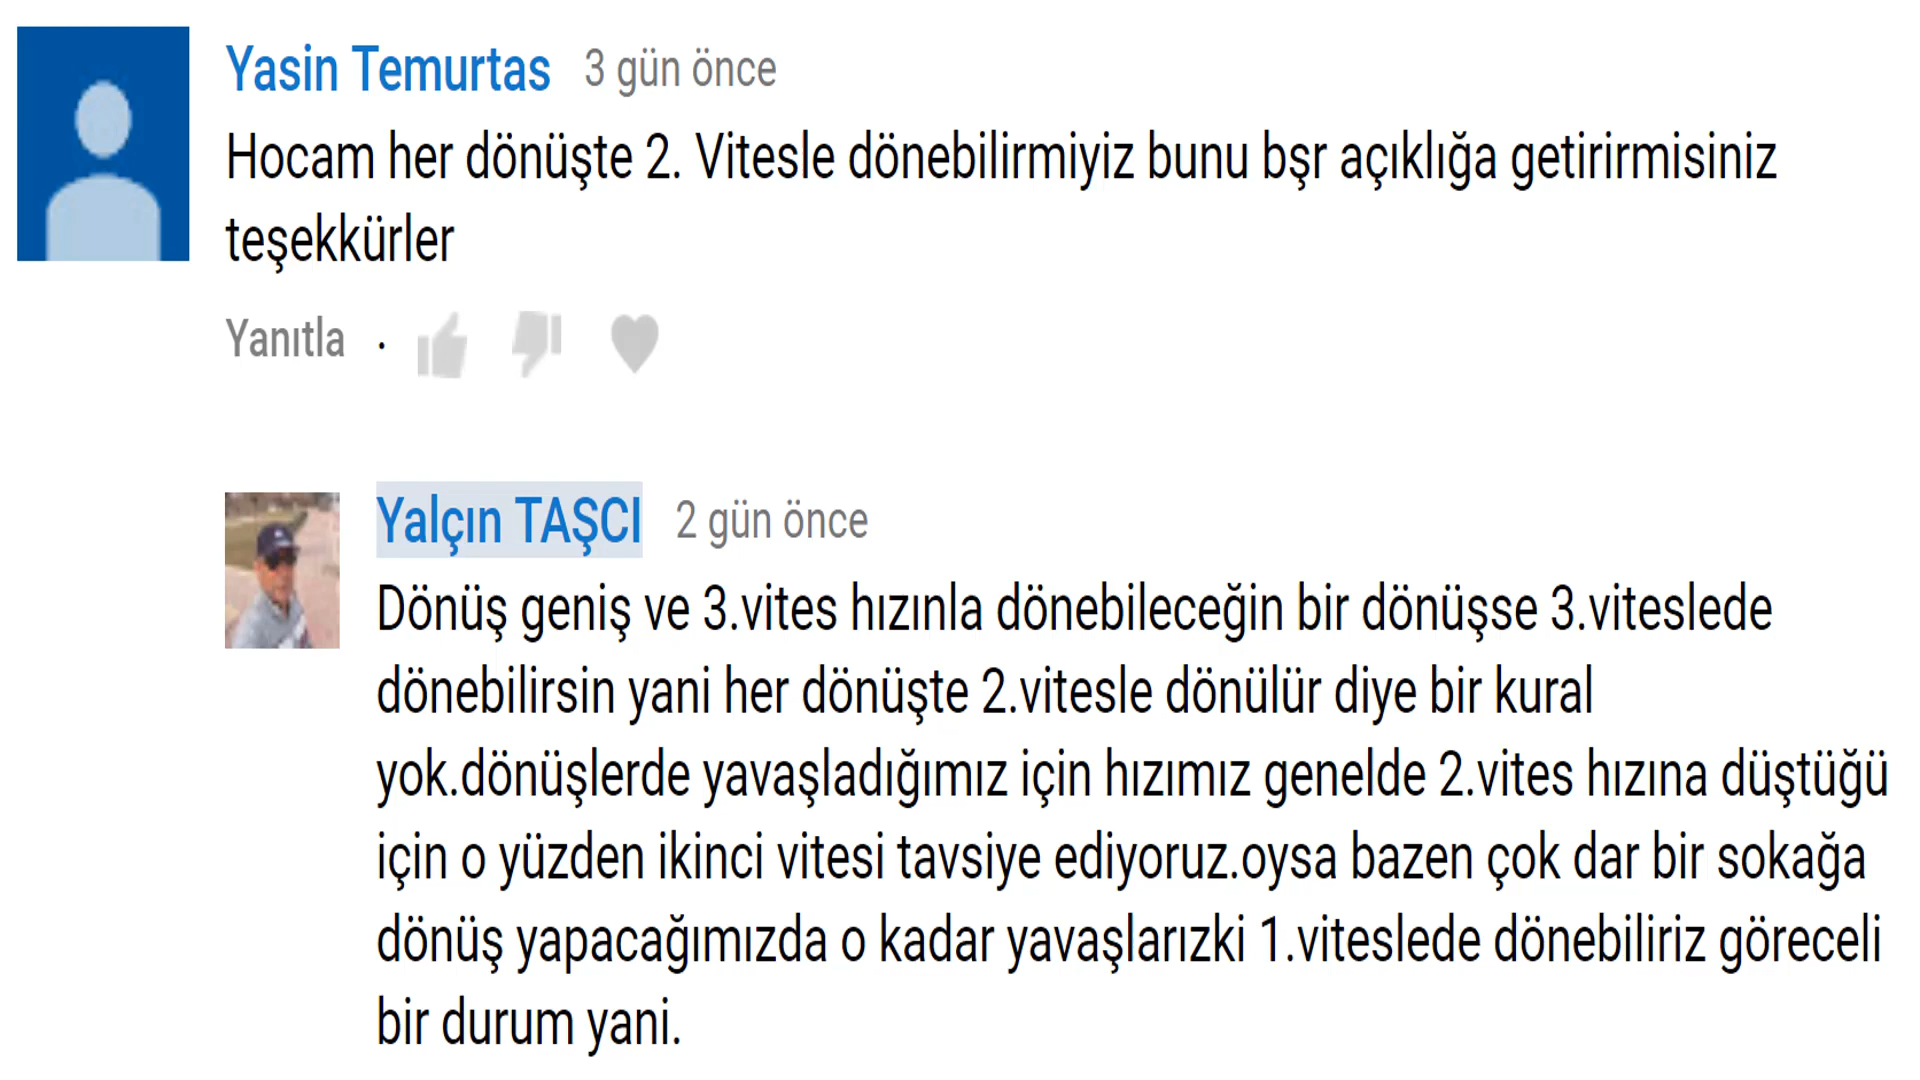 Yasin Temurtas 3 gün önce
Hocam her dönüşte 2. Vitesle dönebilirmiyiz bunu bşr açıklığa getirirmisiniz
teşekkürler
Yanıtla ·
Yalçın TAŞCI 2 gün önce
Dönüş geniş ve 3.vites hızınla dönebileceğin bir dönüşse 3.viteslede
dönebilirsin yani her dönüşte 2.vitesle dönülür diye bir kural
yok.dönüşlerde yavaşladığımız için hızımız genelde 2.vites hızına düştüğü
için o yüzden ikinci vitesi tavsiye ediyoruz.oysa bazen çok dar bir sokağa
dönüş yapacağımızda o kadar yavaşlarızki 1.viteslede dönebiliriz göreceli
bir durum yani.